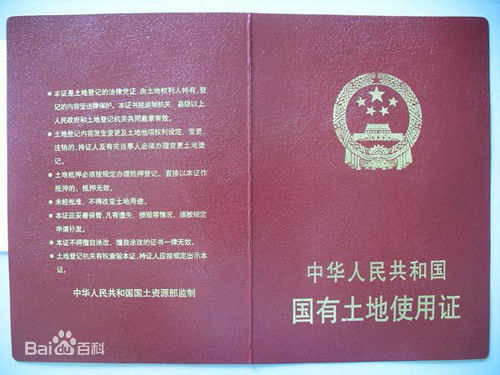 ● 本证是土地登记的法律凭证,由土地权利人持有,登
记的内容受法律保护。本证书经监制机关、县级以上
人民政府和土地登记机关共同盖章有效。
● 土地登记内容发生变更及土地他项权利设定、变更、
注销的,持证人及有关当事人必须办理变更土地登
记。
● 土地抵押必须按规定办理抵押登记,直接以本证作
抵押的,抵押无效。
● 未经批准,不得改变土地用途。
● 本证应妥善保管,凡有遗失、损毁等情况,须按规定
申请补发。
● 本证不得擅自涂改,擅自涂改的证书一律无效。
● 土地登记机关有权查验本证,持证人应按规定出示本
证。
中华人民共和国国土资源部监制
中华人民共和国
国有土地使用证
Bai百科